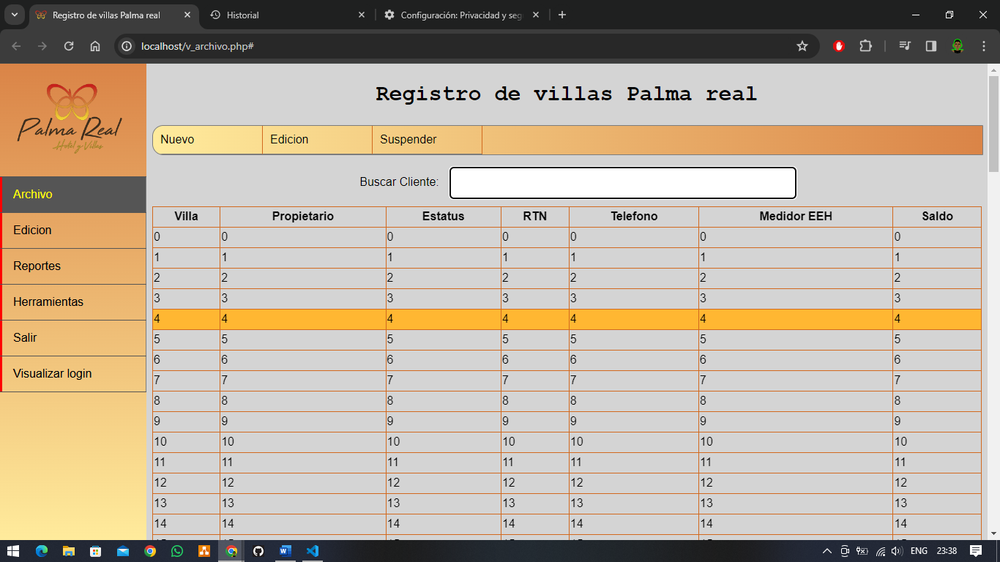 Registro de villas Palma real
Historial
Configuración: Privacidad y seg
localhost/v_archivo.php#
Palma Real
Hotel y Villas
Archivo
Edicion
Reportes
Herramientas
Salir
Visualizar login
Registro de villas Palma real
Nuevo Edicion Suspender
Buscar Cliente:
Villa Propietario Estatus RTN Telefono Medidor EEH Saldo
0 0 0 0 0 0 0
1 1 1 1 1 1 1
2 2 2 2 2 2 2
3 3 3 3 3 3 3
4 4 4 4 4 4 4
5 5 5 5 5 5 5
6 6 6 6 6 6 6
7 7 7 7 7 7 7
8 8 8 8 8 8 8
9 9 9 9 9 9 9
10 10 10 10 10 10 10
11 11 11 11 11 11 11
12 12 12 12 12 12 12
13 13 13 13 13 13 13
14 14 14 14 14 14 14
ENG 23:38